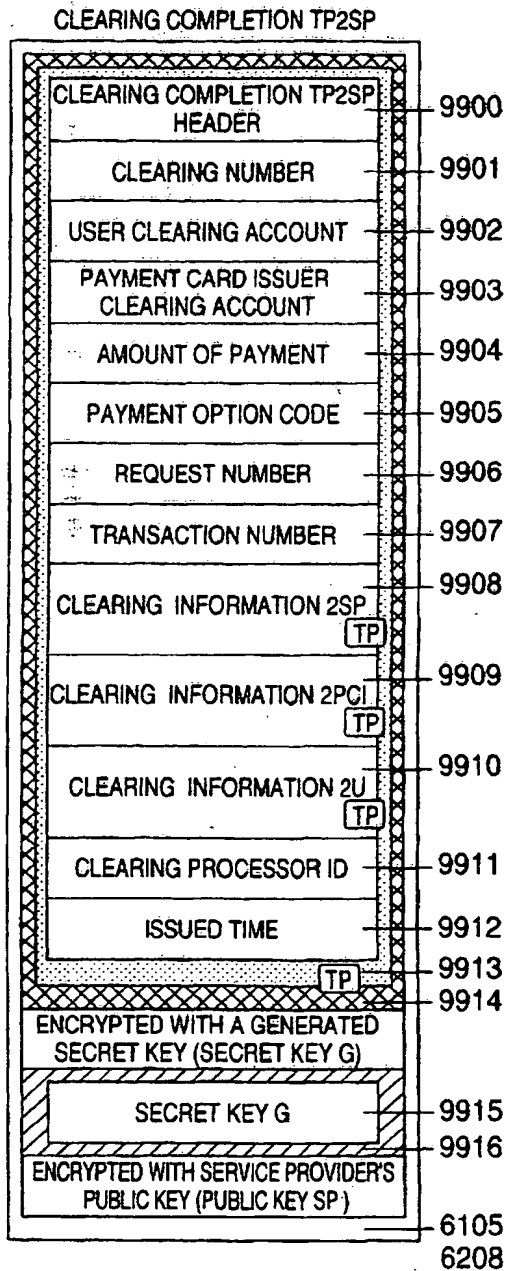 CLEARING COMPLETION TP2SP
CLEARING COMPLETION TP2SP
HEADER
9900
CLEARING NUMBER
9901
USER CLEARING ACCOUNT
9902
PAYMENT CARD ISSUER
CLEARING ACCOUNT
9903
AMOUNT OF PAYMENT
9904
PAYMENT OPTION CODE
9905
REQUEST NUMBER
9906
TRANSACTION NUMBER
9907
9908
CLEARING INFORMATION 2SP
TP
9909
CLEARING INFORMATION 2PCI
TP
9910
CLEARING INFORMATION 2U
TP
CLEARING PROCESSOR ID
9911
ISSUED TIME
9912
TP
9913
9914
ENCRYPTED WITH A GENERATED
SECRET KEY (SECRET KEY G)
SECRET KEY G
9915
9916
ENCRYPTED WITH SERVICE PROVIDER'S
PUBLIC KEY (PUBLIC KEY SP )
6105
6208